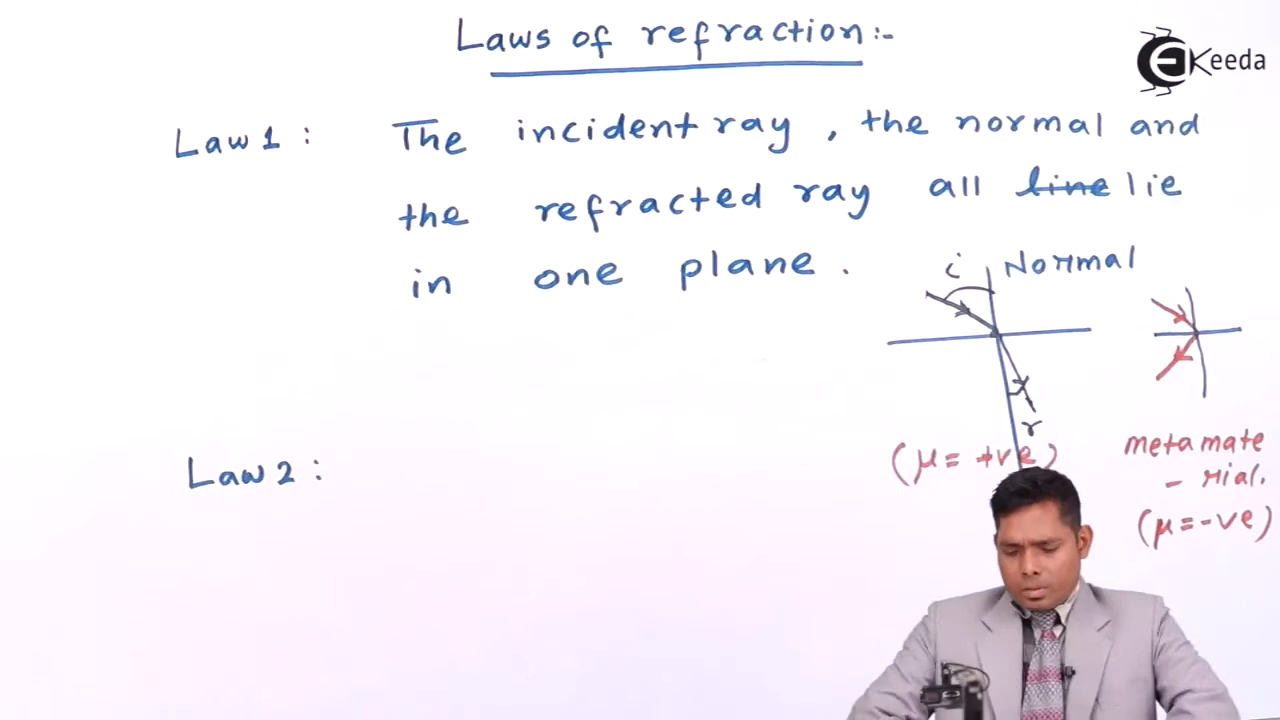 Laws of refraction:-
EKeeda
Law 1 : The incident ray, the normal and
the refracted ray all line lie
in one plane.
i Normal
r
(μ = +ve)
metamate
- rial.
(μ = -ve)
Law 2 :